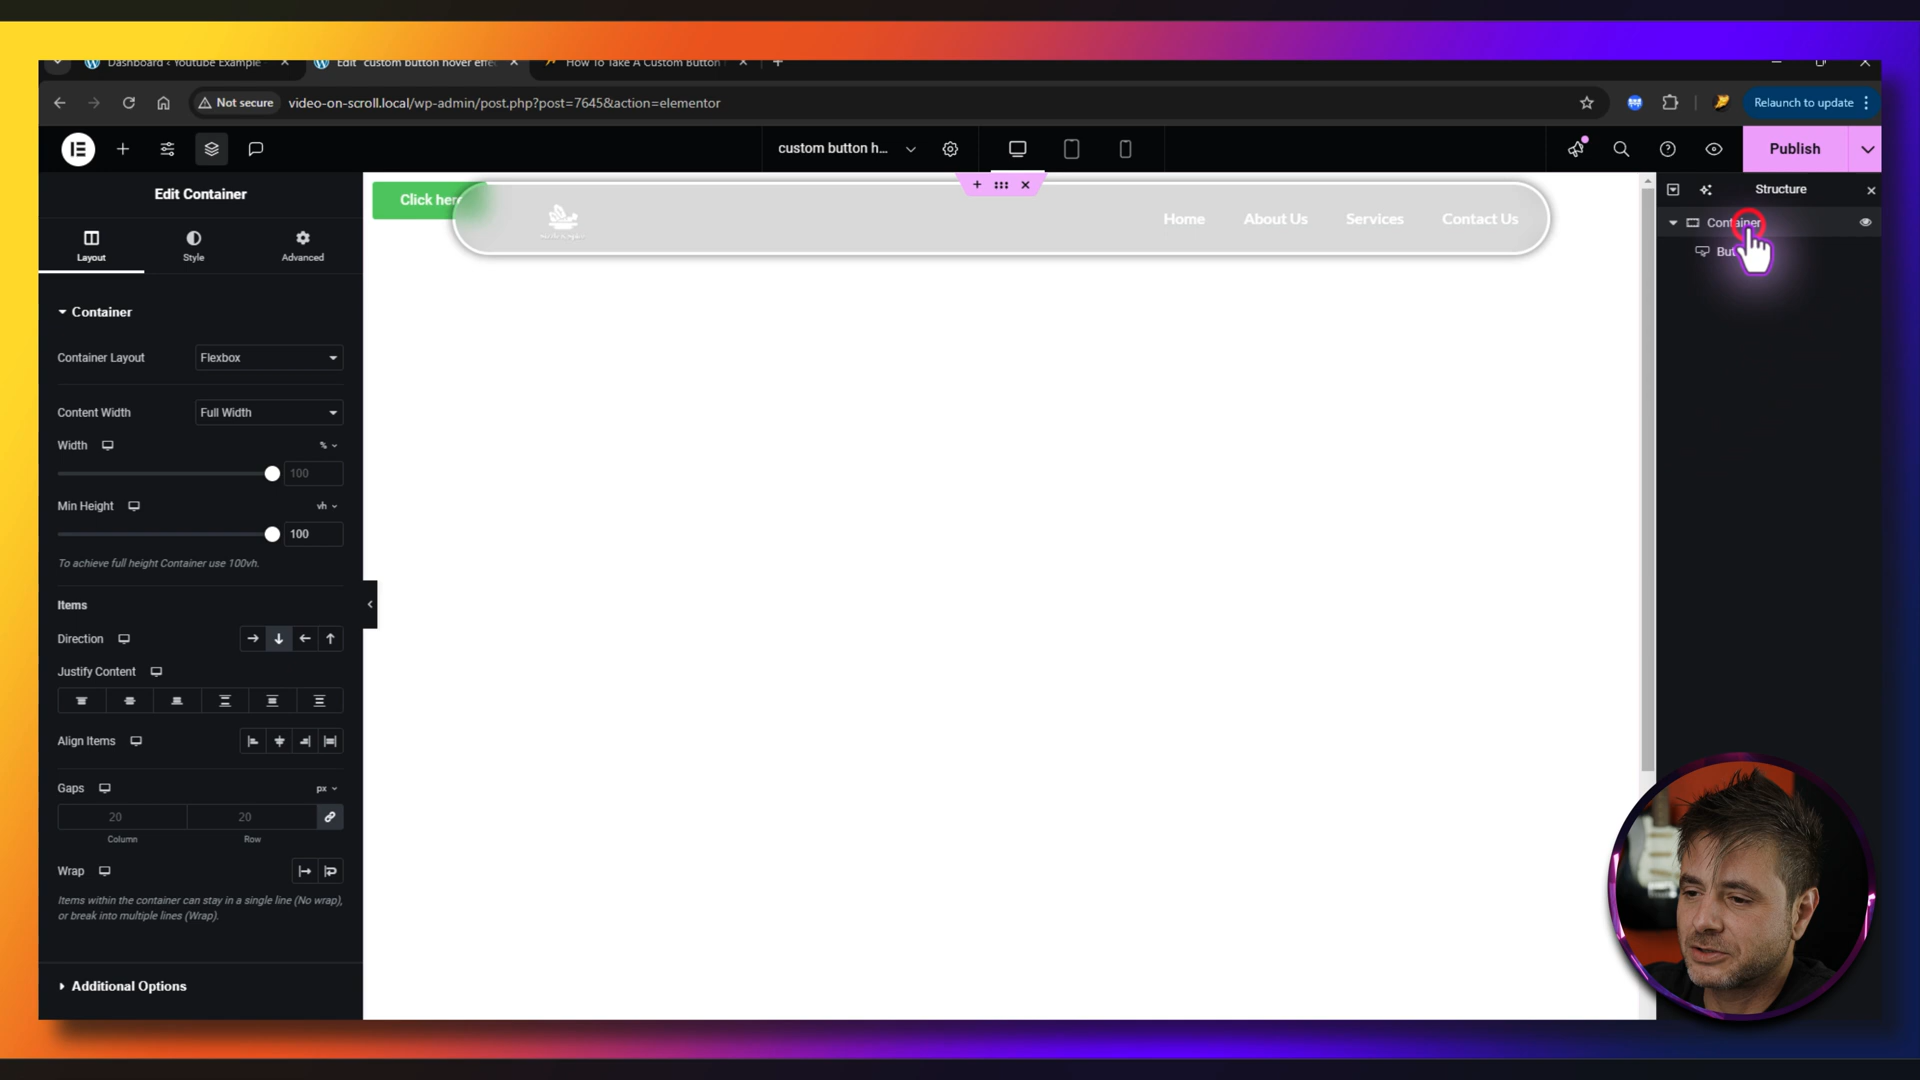 Dashboard ‹ Youtube Example
Edit "custom button hover effe
How To Take A Custom Button
Not secure
video-on-scroll.local/wp-admin/post.php?post=7645&action=elementor
Relaunch to update
custom button h...
Publish
Edit Container
Layout
Style
Advanced
Container
Container Layout
Flexbox
Content Width
Full Width
Width
%
100
Min Height
vh
100
To achieve full height Container use 100vh.
Items
Direction
Justify Content
Align Items
Gaps
px
20
20
Column
Row
Wrap
Items within the container can stay in a single line (No wrap),
or break into multiple lines (Wrap).
Additional Options
Click here
Home
About Us
Services
Contact Us
Structure
Container